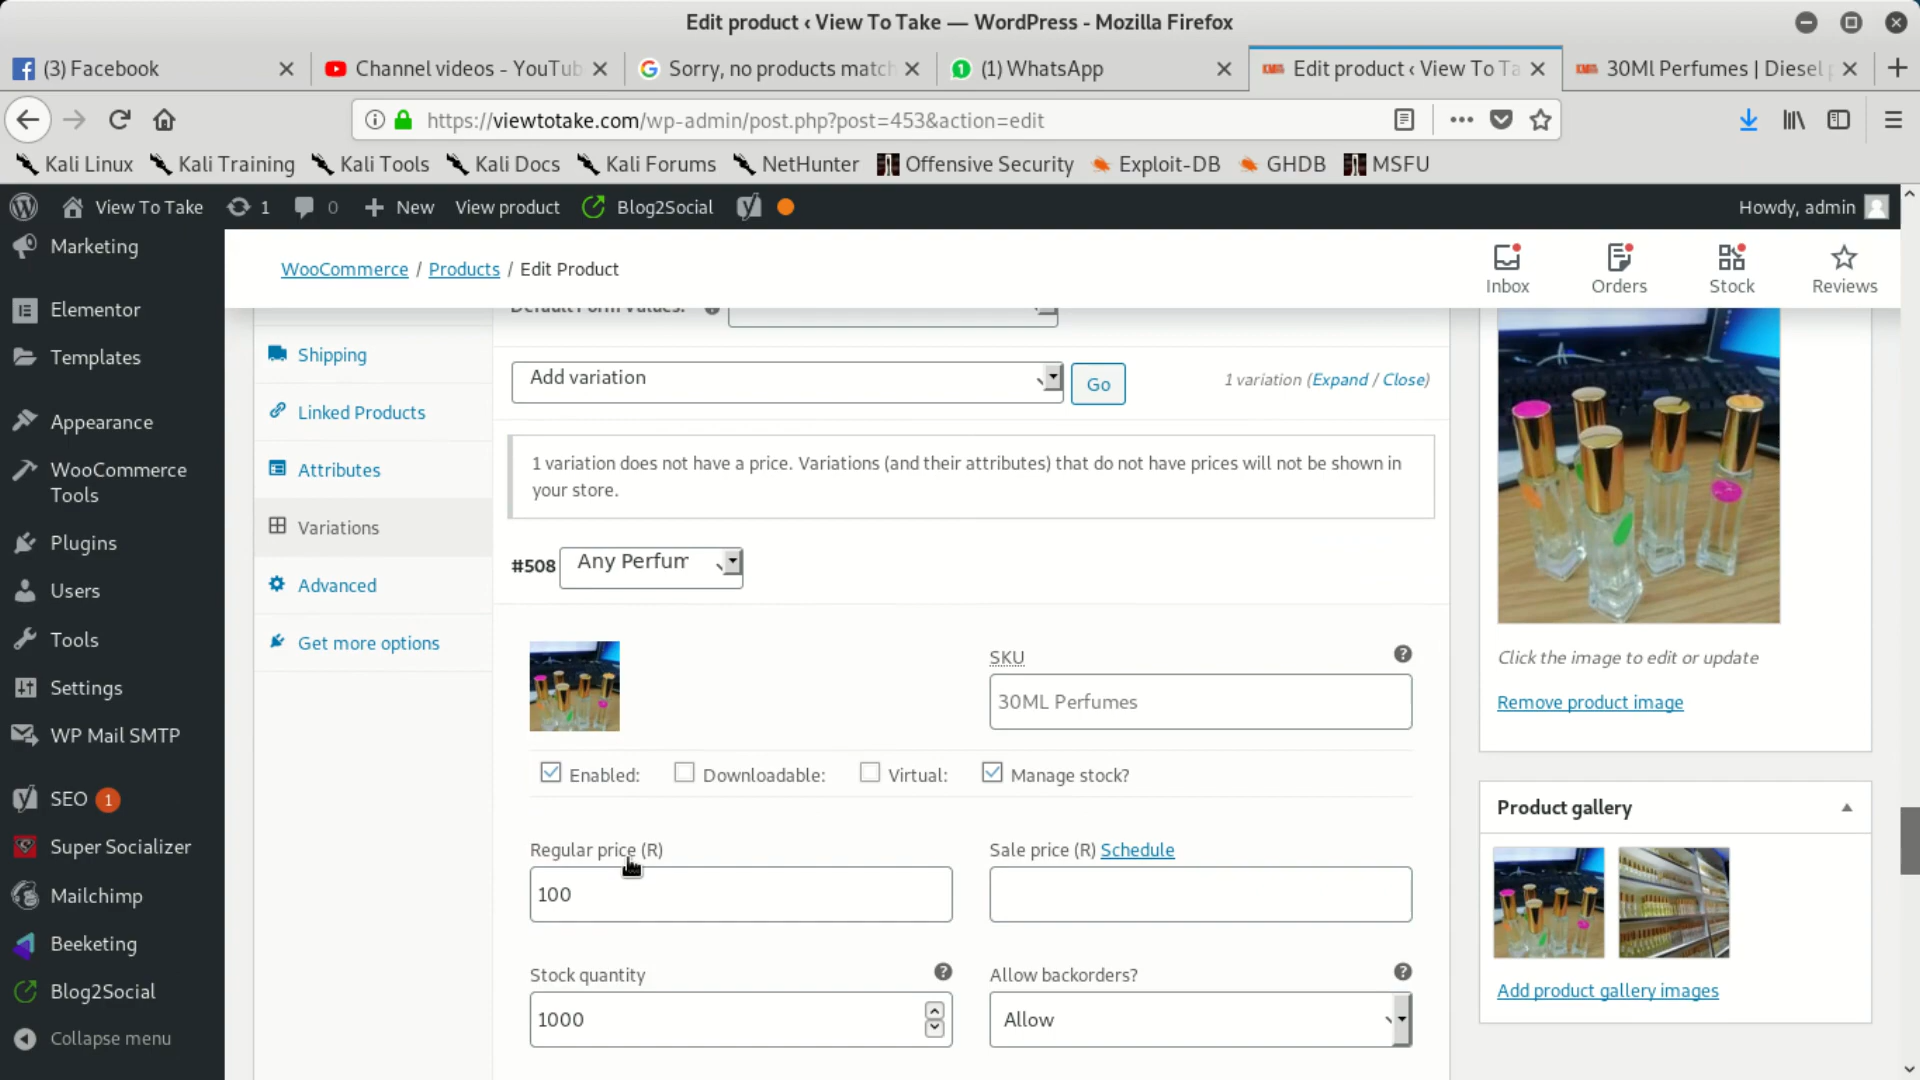 Edit product ‹ View To Take — WordPress - Mozilla Firefox
(3) Facebook
Channel videos - YouTub
Sorry, no products match
(1) WhatsApp
Edit product ‹ View To Ta
30Ml Perfumes | Diesel p
https://viewtotake.com/wp-admin/post.php?post=453&action=edit
Kali Linux
Kali Training
Kali Tools
Kali Docs
Kali Forums
NetHunter
Offensive Security
Exploit-DB
GHDB
MSFU
View To Take
1
0
New
View product
Blog2Social
Howdy, admin
Marketing
Elementor
Templates
Appearance
WooCommerce
Tools
Plugins
Users
Tools
Settings
WP Mail SMTP
SEO 1
Super Socializer
Mailchimp
Beeketing
Blog2Social
Collapse menu
WooCommerce / Products / Edit Product
Inbox
Orders
Stock
Reviews
Default Form Values:
Shipping
Linked Products
Attributes
Variations
Advanced
Get more options
Add variation
Go
1 variation (Expand / Close)
1 variation does not have a price. Variations (and their attributes) that do not have prices will not be shown in
your store.
#508
Any Perfum
SKU
30ML Perfumes
Enabled:
Downloadable:
Virtual:
Manage stock?
Regular price (R)
100
Sale price (R) Schedule
Stock quantity
1000
Allow backorders?
Allow
Click the image to edit or update
Remove product image
Product gallery
Add product gallery images